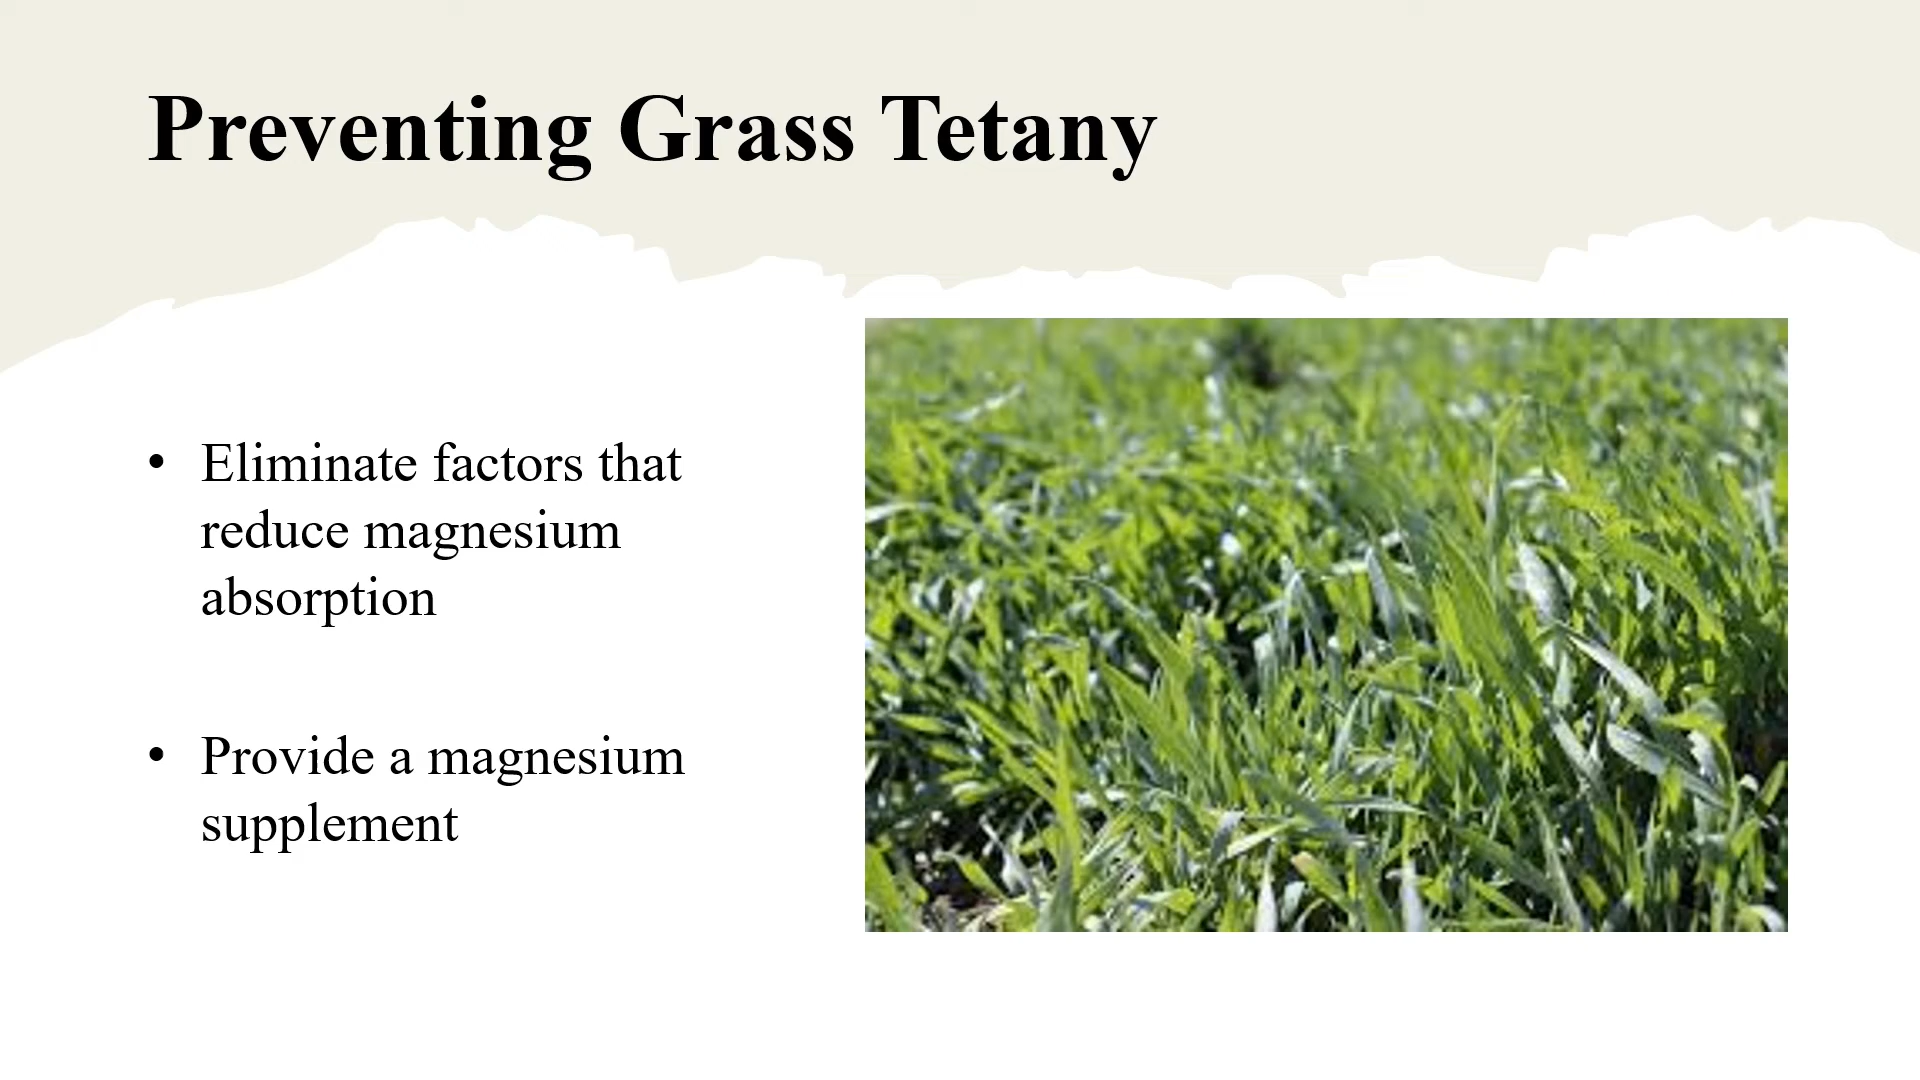 Preventing Grass Tetany
• Eliminate factors that
reduce magnesium
absorption
• Provide a magnesium
supplement